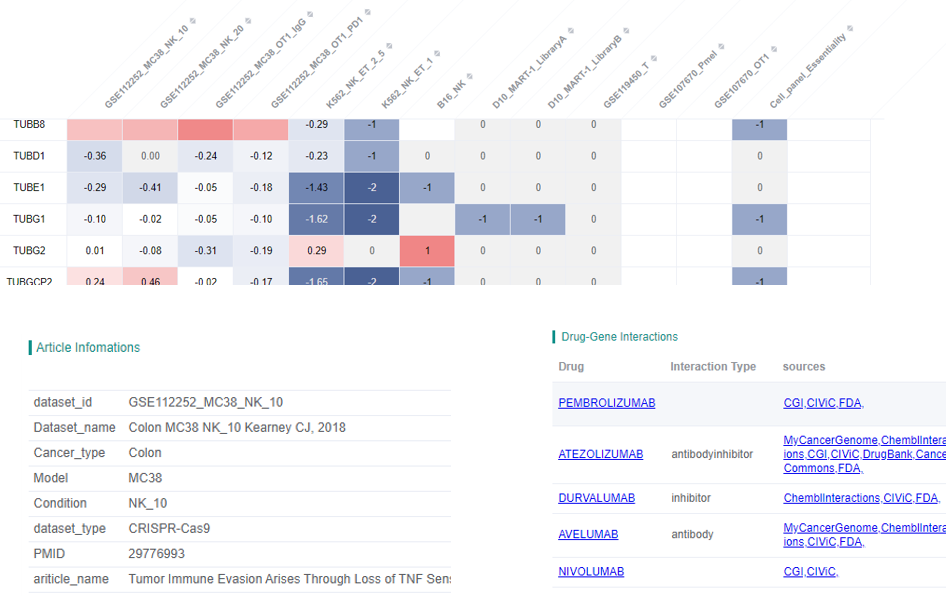 GSE112252_MC38_NK_10
GSE112252_MC38_NK_20
GSE112252_MC38_OT1_IgG
GSE112252_MC38_OT1_PD1
K562_NK_ET_2_5
K562_NK_ET_1
B16_NK
D10_MART-1_LibraryA
D10_MART-1_LibraryB
GSE119450_T
GSE107670_Pmel
GSE107670_OT1
Cell_panel_Essentiality
TUBB8 -0.29 -1 0 0 0 -1
TUBD1 -0.36 0.00 -0.24 -0.12 -0.23 -1 0 0 0 0 0
TUBE1 -0.29 -0.41 -0.05 -0.18 -1.43 -2 -1 0 0 0 0
TUBG1 -0.10 -0.02 -0.05 -0.10 -1.62 -2 -1 -1 0 -1
TUBG2 0.01 -0.08 -0.31 -0.19 0.29 0 1 0 0 0 0
TUBGCP2 0.24 0.46 -0.02 -0.17 -1.65 -2 -1 0 0 0 -1
Article Infomations
dataset_id GSE112252_MC38_NK_10
Dataset_name Colon MC38 NK_10 Kearney CJ, 2018
Cancer_type Colon
Model MC38
Condition NK_10
dataset_type CRISPR-Cas9
PMID 29776993
ariticle_name Tumor Immune Evasion Arises Through Loss of TNF Sens
Drug-Gene Interactions
Drug Interaction Type sources
PEMBROLIZUMAB CGI,CIViC,FDA,
MyCancerGenome,ChemblIntera
ATEZOLIZUMAB antibodyinhibitor ions,CGI,CIViC,DrugBank,Cance
Commons,FDA,
DURVALUMAB inhibitor ChemblInteractions,CIViC,FDA,
MyCancerGenome,ChemblIntera
AVELUMAB antibody ions,CIViC,FDA,
NIVOLUMAB CGI,CIViC,